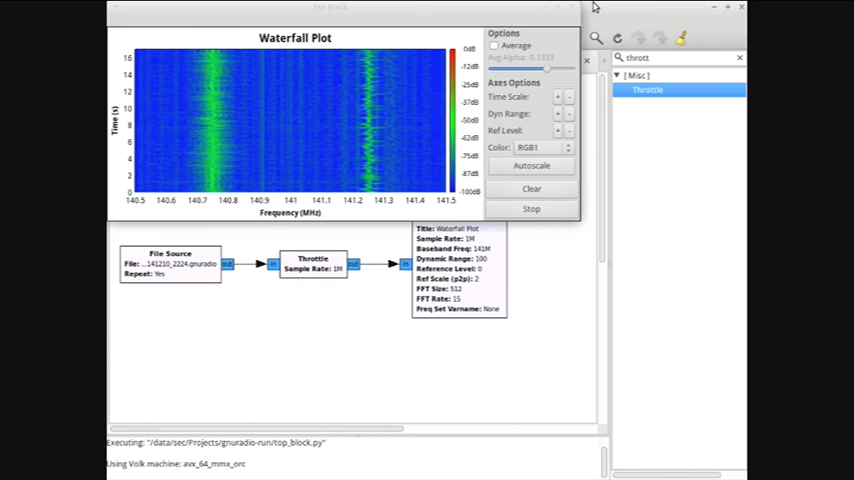 Top Block
Waterfall Plot
16
14
12
10
8
6
4
2
0
Time (s)
140.5 140.6 140.7 140.8 140.9 141 141.1 141.2 141.3 141.4 141.5
Frequency (MHz)
0dB
-12dB
-25dB
-37dB
-50dB
-62dB
-75dB
-87dB
-100dB
Options
Average
Avg Alpha: 0.1333
Axes Options
Time Scale: + -
Dyn Range: + -
Ref Level: + -
Color: RGB1
Autoscale
Clear
Stop
thrott
[ Misc ]
Throttle
File Source
File: ...141210_2224.gnuradio
Repeat: Yes
out
in
Throttle
Sample Rate: 1M
out
in
Title: Waterfall Plot
Sample Rate: 1M
Baseband Freq: 141M
Dynamic Range: 100
Reference Level: 0
Ref Scale (p2p): 2
FFT Size: 512
FFT Rate: 15
Freq Set Varname: None
Executing: "/data/sec/Projects/gnuradio-run/top_block.py"
Using Volk machine: avx_64_mmx_orc